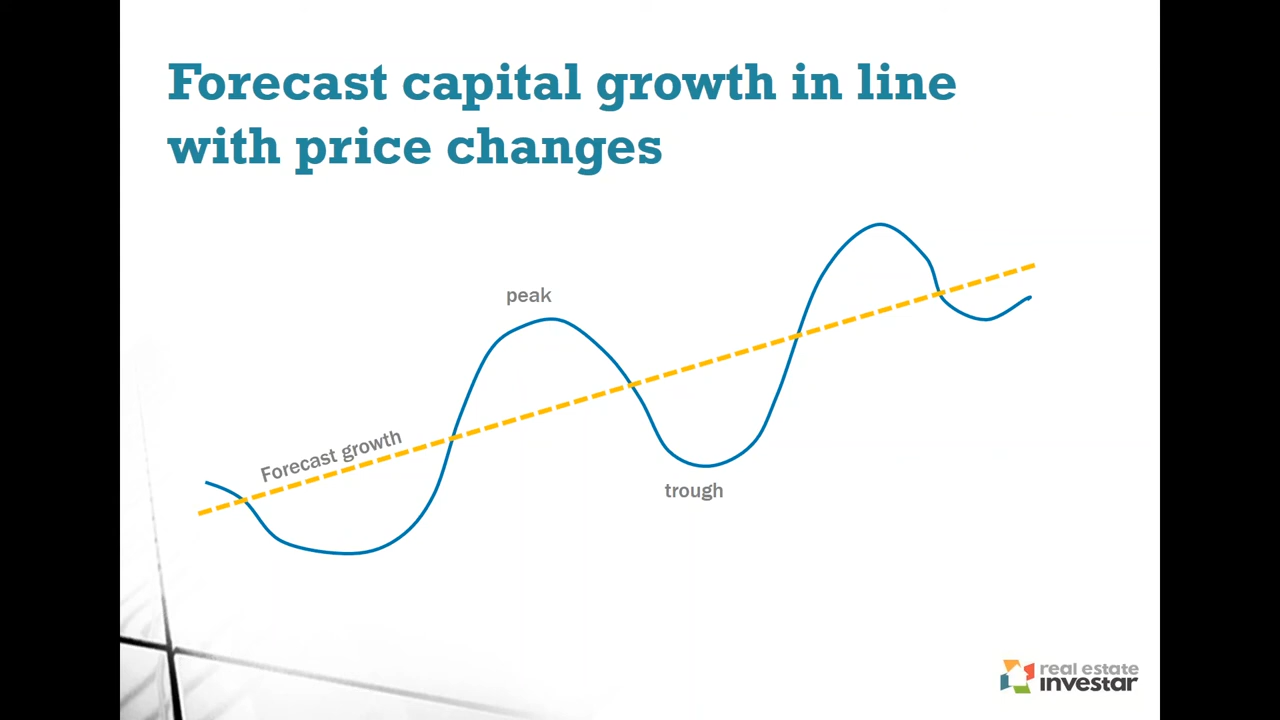 Forecast capital growth in line
with price changes
peak
Forecast growth
trough
real estate
investar